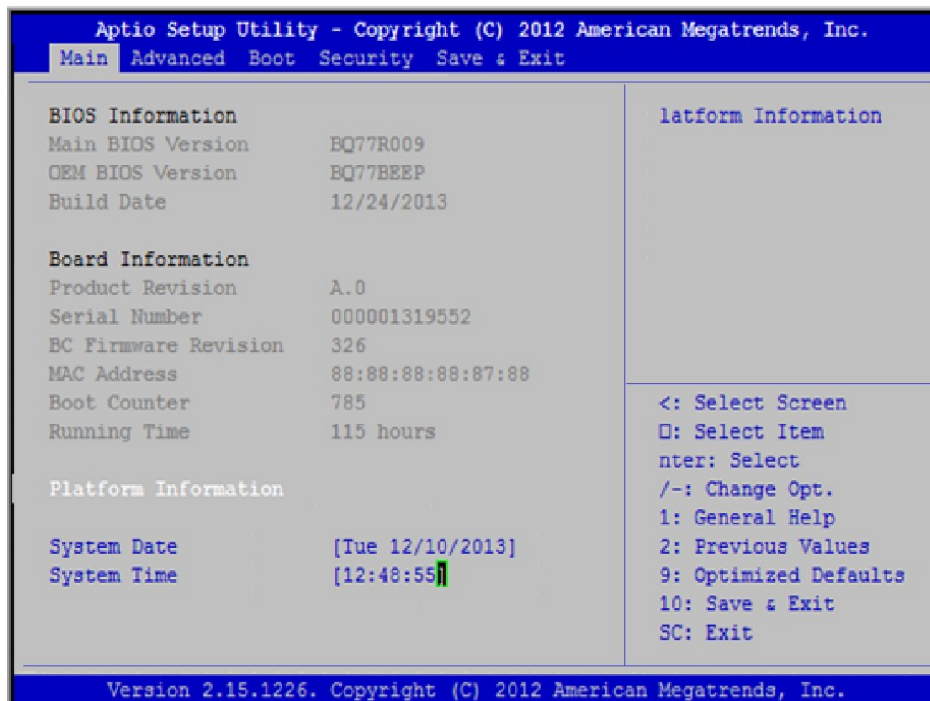 Aptio Setup Utility - Copyright (C) 2012 American Megatrends, Inc.
Main Advanced Boot Security Save & Exit
BIOS Information
Main BIOS Version BQ77R009
OEM BIOS Version BQ77BEEP
Build Date 12/24/2013
Board Information
Product Revision A.0
Serial Number 000001319552
BC Firmware Revision 326
MAC Address 88:88:88:88:87:88
Boot Counter 785
Running Time 115 hours
Platform Information
System Date [Tue 12/10/2013]
System Time [12:48:55]
latform Information
<: Select Screen
□: Select Item
nter: Select
/-: Change Opt.
1: General Help
2: Previous Values
9: Optimized Defaults
10: Save & Exit
SC: Exit
Version 2.15.1226. Copyright (C) 2012 American Megatrends, Inc.